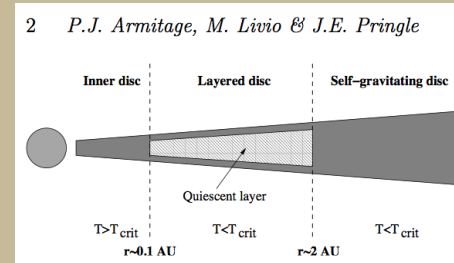 2 P.J. Armitage, M. Livio & J.E. Pringle
Inner disc Layered disc Self−gravitating disc
Quiescent layer
T>Tcrit T<Tcrit T<Tcrit
r~0.1 AU r~2 AU